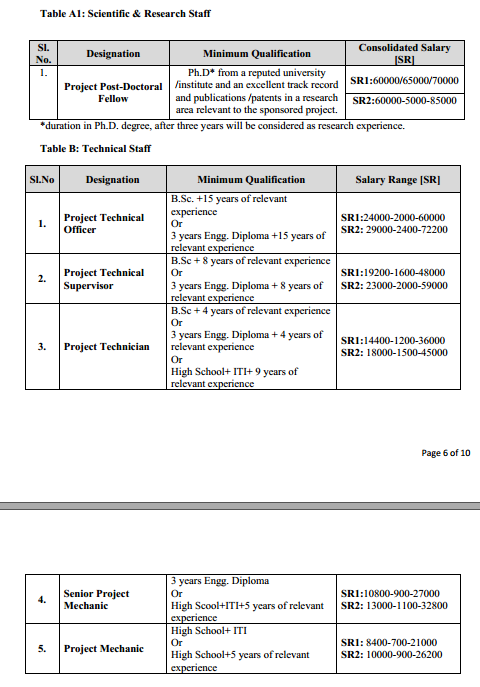 Table A1: Scientific & Research Staff
Sl. No. Designation Minimum Qualification Consolidated Salary [SR]
1. Project Post-Doctoral Fellow
Ph.D* from a reputed university
/institute and an excellent track record
and publications /patents in a research
area relevant to the sponsored project.
SR1:60000/65000/70000
SR2:60000-5000-85000
*duration in Ph.D. degree, after three years will be considered as research experience.
Table B: Technical Staff
Sl.No Designation Minimum Qualification Salary Range [SR]
1. Project Technical Officer
B.Sc. +15 years of relevant
experience
Or
3 years Engg. Diploma +15 years of
relevant experience
SR1:24000-2000-60000
SR2: 29000-2400-72200
2. Project Technical Supervisor
B.Sc + 8 years of relevant experience
Or
3 years Engg. Diploma + 8 years of
relevant experience
SR1:19200-1600-48000
SR2: 23000-2000-59000
3. Project Technician
B.Sc + 4 years of relevant experience
Or
3 years Engg. Diploma + 4 years of
relevant experience
Or
High School+ ITI+ 9 years of
relevant experience
SR1:14400-1200-36000
SR2: 18000-1500-45000
Page 6 of 10
4. Senior Project Mechanic
3 years Engg. Diploma
Or
High Scool+ITI+5 years of relevant
experience
SR1:10800-900-27000
SR2: 13000-1100-32800
5. Project Mechanic
High School+ ITI
Or
High School+5 years of relevant
experience
SR1: 8400-700-21000
SR2: 10000-900-26200